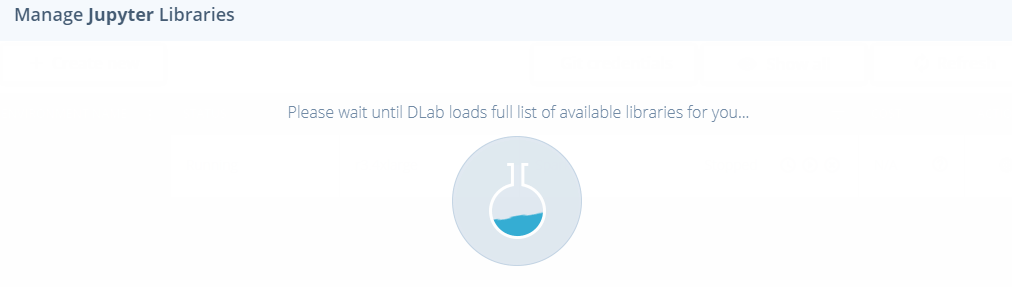 Manage Jupyter Libraries
Please wait until DLab loads full list of available libraries for you...